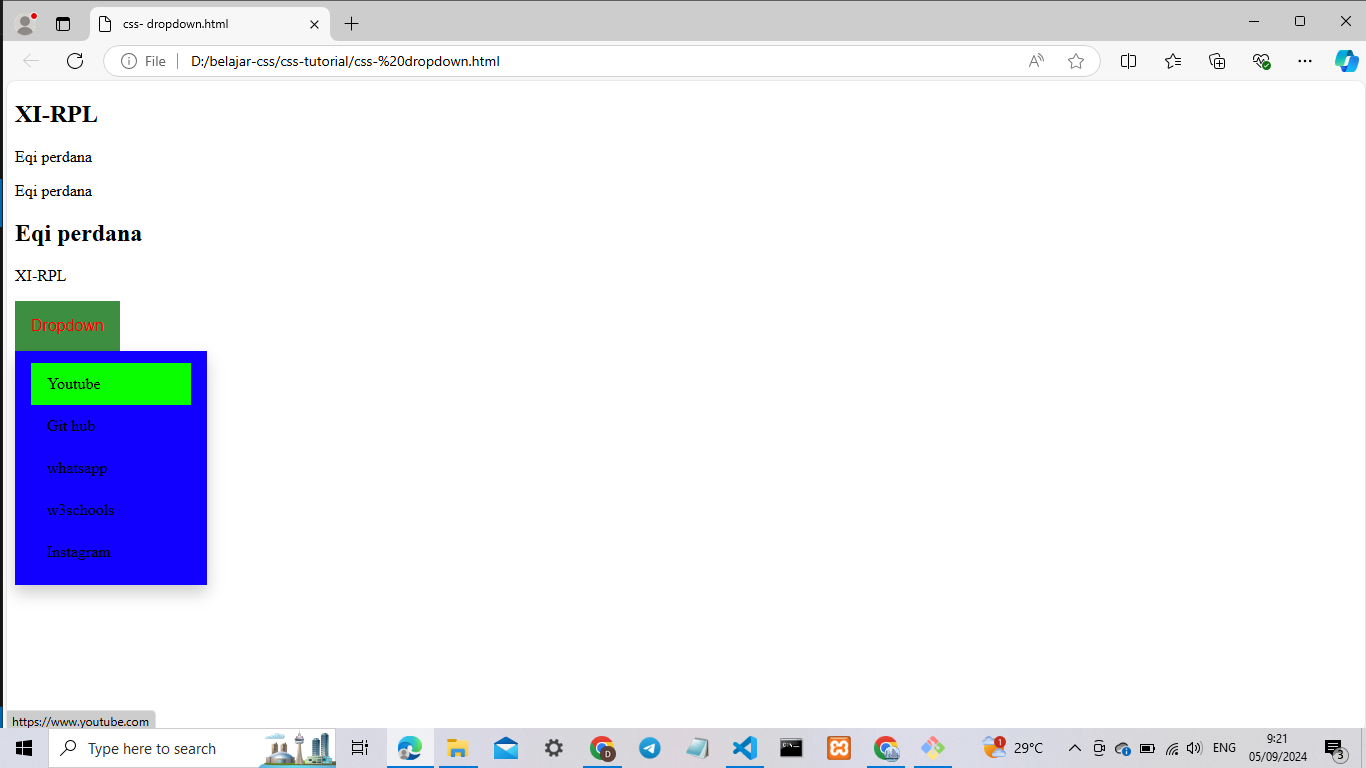 css- dropdown.html
File
D:/belajar-css/css-tutorial/css-%20dropdown.html
XI-RPL
Eqi perdana
Eqi perdana
Eqi perdana
XI-RPL
Dropdown
Youtube
Git hub
whatsapp
w3schools
Instagram
https://www.youtube.com
Type here to search
D
1
29°C
ENG
9:21
05/09/2024
3